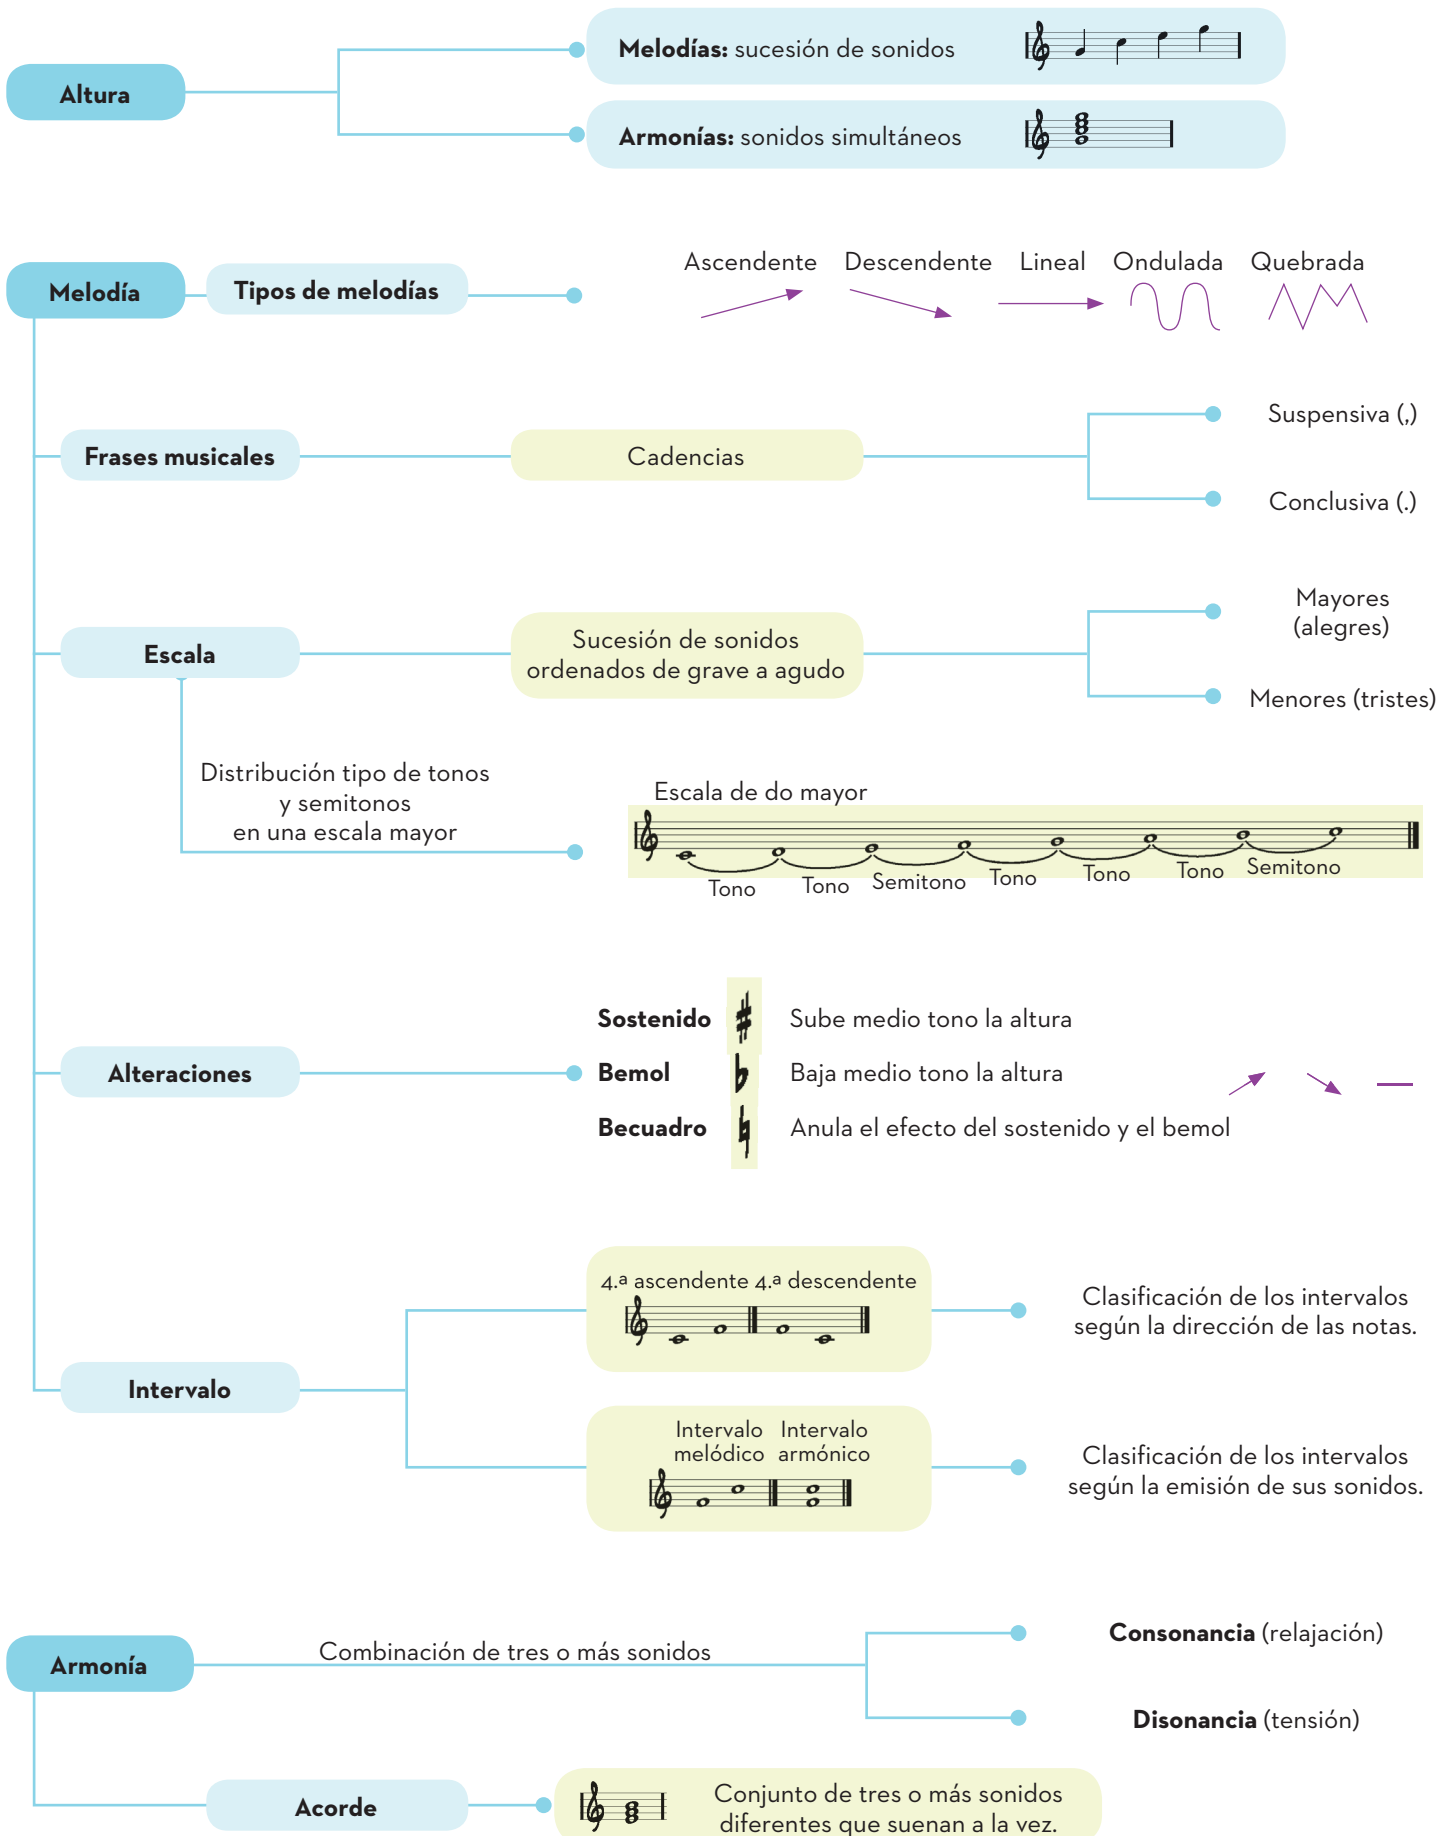 Altura
Melodías: sucesión de sonidos
Armonías: sonidos simultáneos
Melodía
Tipos de melodías
Ascendente Descendente Lineal Ondulada Quebrada
Frases musicales
Cadencias
Suspensiva (,)
Conclusiva (.)
Escala
Sucesión de sonidos
ordenados de grave a agudo
Mayores
(alegres)
Menores (tristes)
Distribución tipo de tonos
y semitonos
en una escala mayor
Escala de do mayor
Tono Tono Semitono Tono Tono Tono Semitono
Alteraciones
Sostenido ♯ Sube medio tono la altura
Bemol ♭ Baja medio tono la altura
Becuadro ♮ Anula el efecto del sostenido y el bemol
Intervalo
4.ª ascendente 4.ª descendente
Clasificación de los intervalos
según la dirección de las notas.
Intervalo
melódico
Intervalo
armónico
Clasificación de los intervalos
según la emisión de sus sonidos.
Armonía
Combinación de tres o más sonidos
Consonancia (relajación)
Disonancia (tensión)
Acorde
Conjunto de tres o más sonidos
diferentes que suenan a la vez.